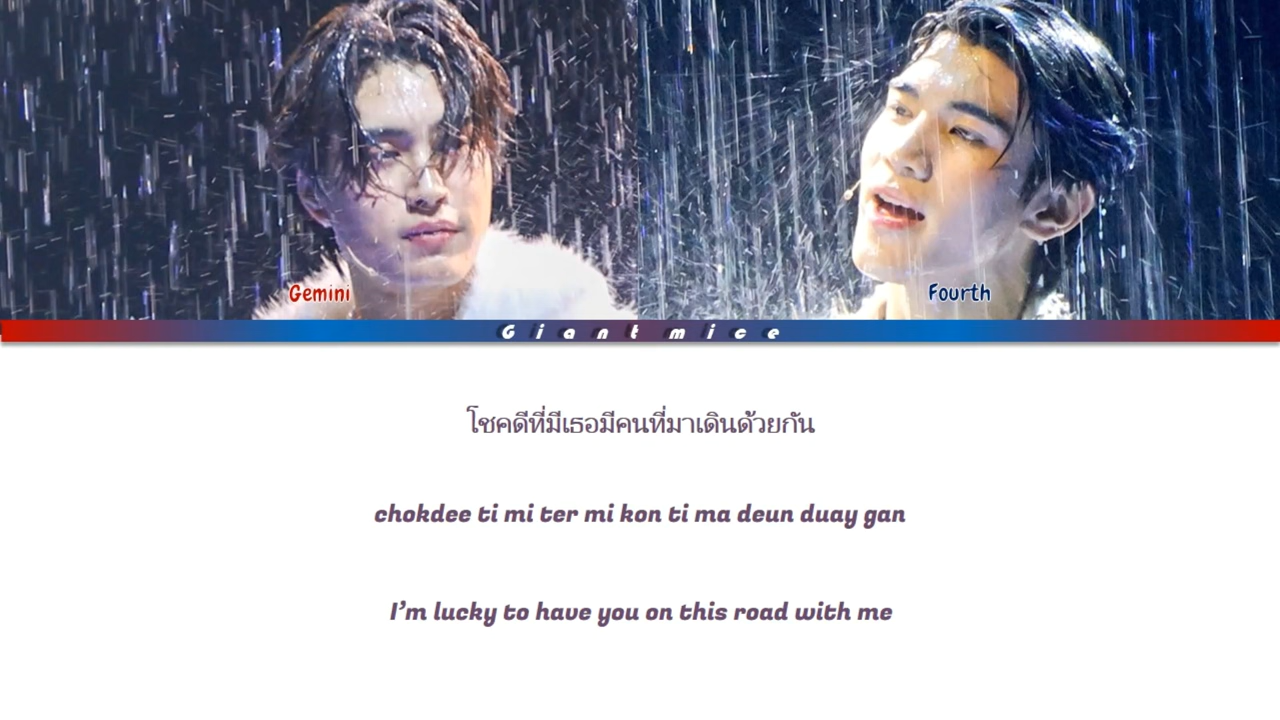 Gemini
Fourth
Giant mice
โชคดีที่มีเธอมีคนที่มาเดินด้วยกัน
chokdee ti mi ter mi kon ti ma deun duay gan
I'm lucky to have you on this road with me